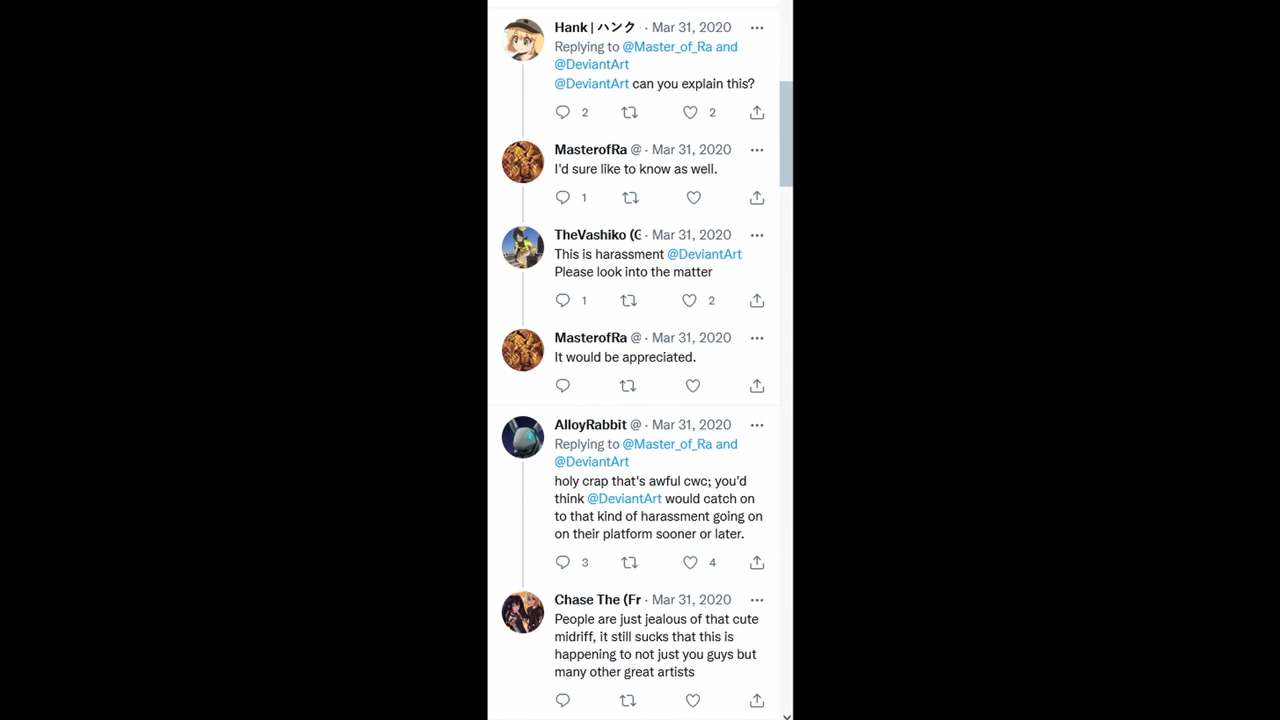 Hank | ハンク · Mar 31, 2020
Replying to @Master_of_Ra and
@DeviantArt
@DeviantArt can you explain this?
2 2
MasterofRa @ · Mar 31, 2020
I'd sure like to know as well.
1
TheVashiko (C · Mar 31, 2020
This is harassment @DeviantArt
Please look into the matter
1 2
MasterofRa @ · Mar 31, 2020
It would be appreciated.
AlloyRabbit @ · Mar 31, 2020
Replying to @Master_of_Ra and
@DeviantArt
holy crap that's awful cwc; you'd
think @DeviantArt would catch on
to that kind of harassment going on
on their platform sooner or later.
3 4
Chase The (Fr · Mar 31, 2020
People are just jealous of that cute
midriff, it still sucks that this is
happening to not just you guys but
many other great artists